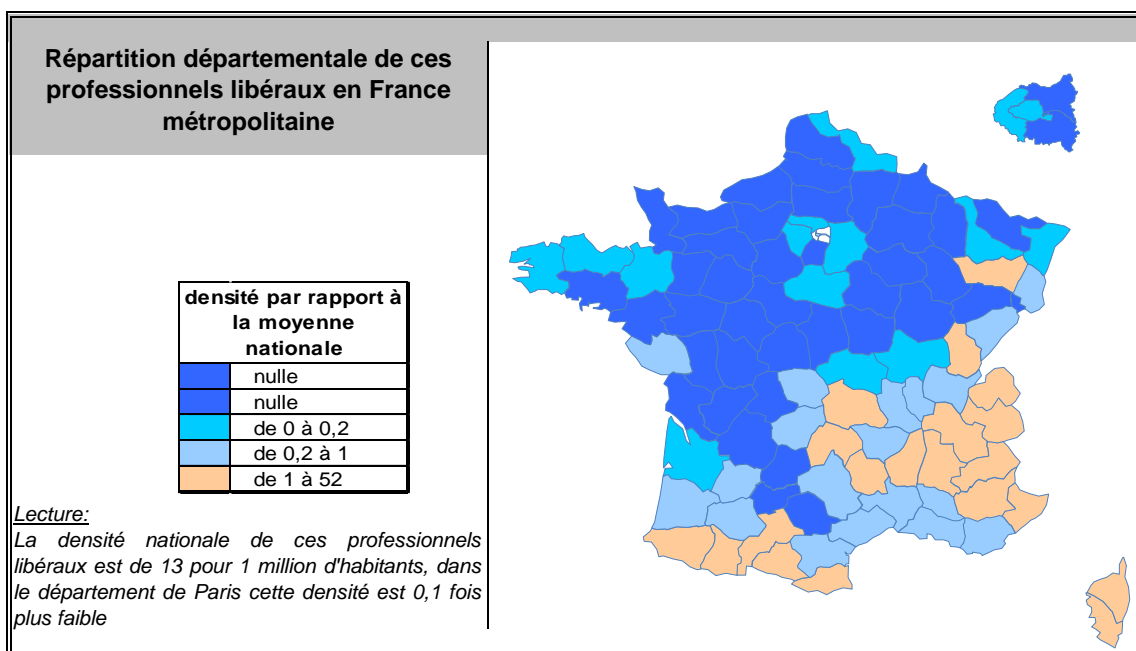 Répartition départementale de ces
professionnels libéraux en France
métropolitaine
densité par rapport à
la moyenne
nationale
nulle
nulle
de 0 à 0,2
de 0,2 à 1
de 1 à 52
Lecture:
La densité nationale de ces professionnels
libéraux est de 13 pour 1 million d'habitants, dans
le département de Paris cette densité est 0,1 fois
plus faible